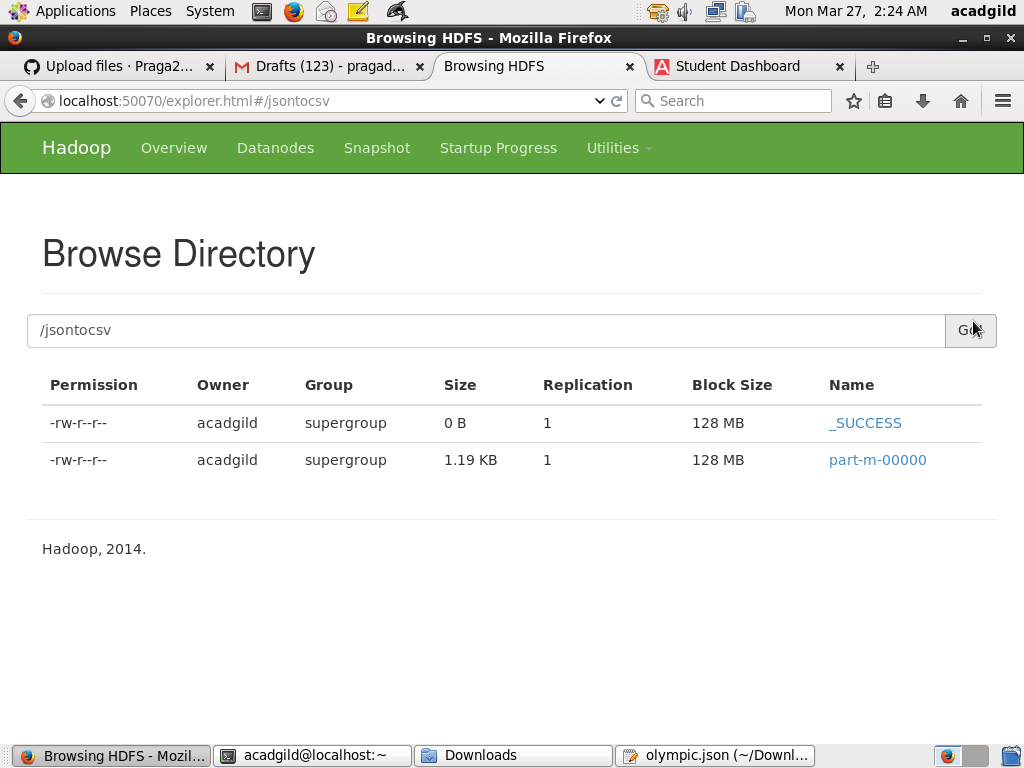 Applications Places System Mon Mar 27, 2:24 AM acadgild
Browsing HDFS - Mozilla Firefox
Upload files · Praga2... Drafts (123) - pragad... Browsing HDFS Student Dashboard
localhost:50070/explorer.html#/jsontocsv Search
Hadoop Overview Datanodes Snapshot Startup Progress Utilities
Browse Directory
/jsontocsv
Permission Owner Group Size Replication Block Size Name
-rw-r--r-- acadgild supergroup 0 B 1 128 MB _SUCCESS
-rw-r--r-- acadgild supergroup 1.19 KB 1 128 MB part-m-00000
Hadoop, 2014.
Browsing HDFS - Mozil... acadgild@localhost:~ Downloads olympic.json (~/Downl...